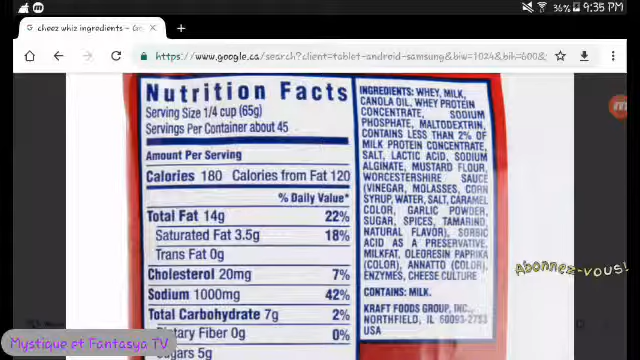 36% 9:35 PM
cheez whiz ingredients - Go
https://www.google.ca/search?client=tablet-android-samsung&biw=1024&bih=600&
Nutrition Facts
Serving Size 1/4 cup (65g)
Servings Per Container about 45
Amount Per Serving
Calories 180 Calories from Fat 120
% Daily Value*
Total Fat 14g 22%
Saturated Fat 3.5g 18%
Trans Fat 0g
Cholesterol 20mg 7%
Sodium 1000mg 42%
Total Carbohydrate 7g 2%
Dietary Fiber 0g 0%
Sugars 5g
INGREDIENTS: WHEY, MILK,
CANOLA OIL, WHEY PROTEIN
CONCENTRATE, SODIUM
PHOSPHATE, MALTODEXTRIN,
CONTAINS LESS THAN 2% OF
MILK PROTEIN CONCENTRATE,
SALT, LACTIC ACID, SODIUM
ALGINATE, MUSTARD FLOUR,
WORCESTERSHIRE SAUCE
(VINEGAR, MOLASSES, CORN
SYRUP, WATER, SALT, CARAMEL
COLOR, GARLIC POWDER,
SUGAR, SPICES, TAMARIND,
NATURAL FLAVOR), SORBIC
ACID AS A PRESERVATIVE,
MILKFAT, OLEORESIN PAPRIKA
(COLOR), ANNATTO (COLOR),
ENZYMES, CHEESE CULTURE
CONTAINS: MILK.
KRAFT FOODS GROUP, INC.,
NORTHFIELD, IL 60093-2753
USA
Abonnez-vous!
Mystique et Fantasya TV